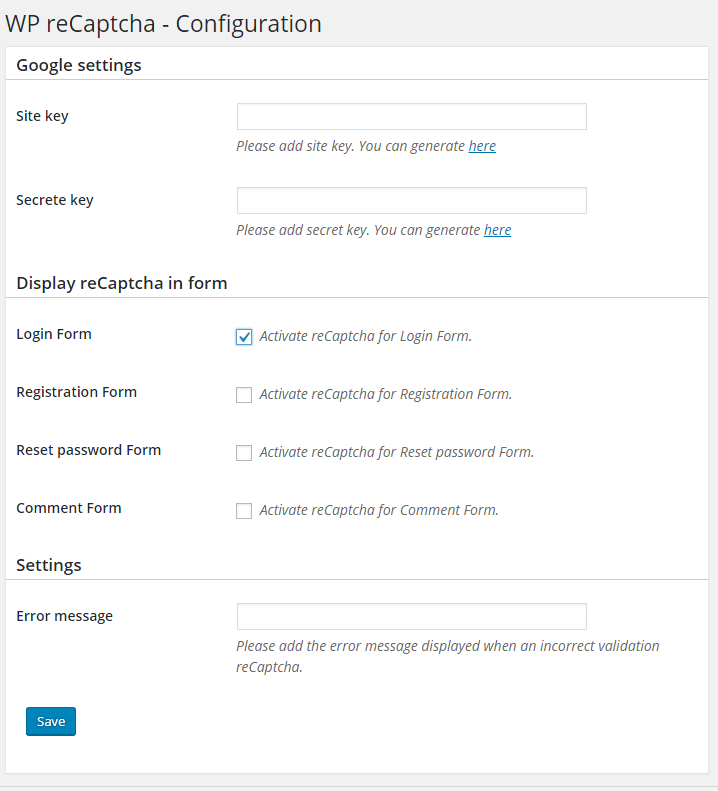 WP reCaptcha - Configuration
Google settings
Site key
Please add site key. You can generate here
Secrete key
Please add secret key. You can generate here
Display reCaptcha in form
Login Form
Activate reCaptcha for Login Form.
Registration Form
Activate reCaptcha for Registration Form.
Reset password Form
Activate reCaptcha for Reset password Form.
Comment Form
Activate reCaptcha for Comment Form.
Settings
Error message
Please add the error message displayed when an incorrect validation
reCaptcha.
Save